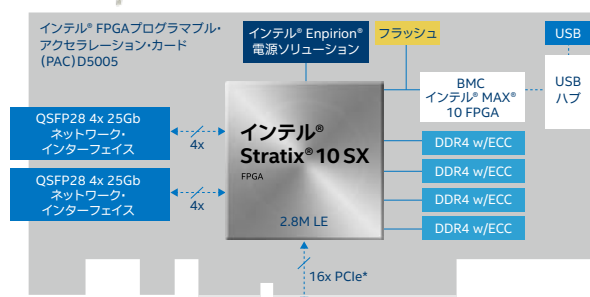 インテル® FPGAプログラマブル・
アクセラレーション・カード
(PAC) D5005
インテル® Enpirion®
電源ソリューション
フラッシュ
USB
BMC
インテル® MAX®
10 FPGA
USB
ハブ
QSFP28 4x 25Gb
ネットワーク・
インターフェイス
4x
QSFP28 4x 25Gb
ネットワーク・
インターフェイス
4x
インテル®
Stratix® 10 SX
FPGA
2.8M LE
DDR4 w/ECC
DDR4 w/ECC
DDR4 w/ECC
DDR4 w/ECC
16x PCIe*